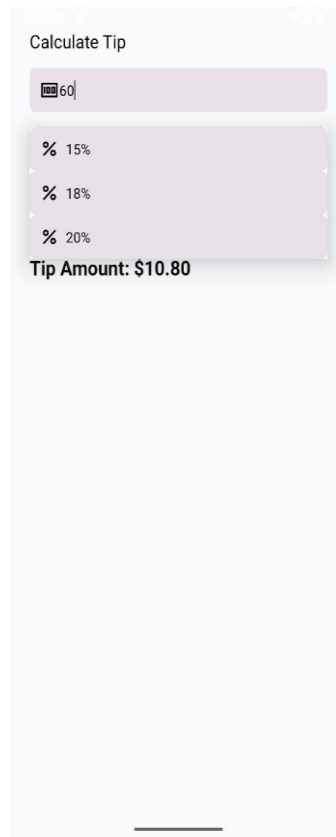 Calculate Tip
60
% 15%
% 18%
% 20%
Tip Amount: $10.80